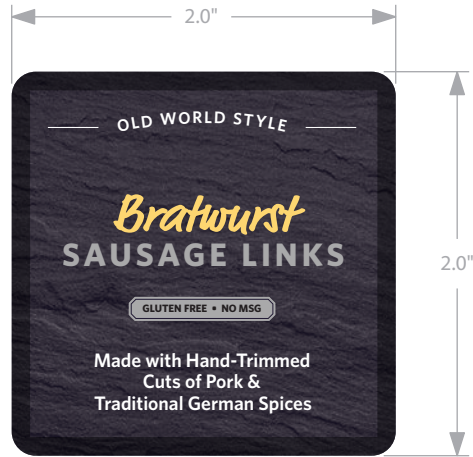 2.0"
OLD WORLD STYLE
Bratwurst
SAUSAGE LINKS
2.0"
GLUTEN FREE ▪ NO MSG
Made with Hand-Trimmed
Cuts of Pork &
Traditional German Spices